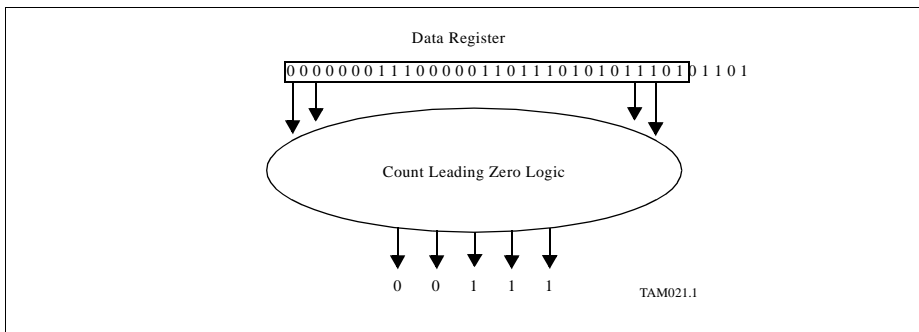 Data Register
0 0 0 0 0 0 0 1 1 1 0 0 0 0 0 1 1 0 1 1 1 0 1 0 1 0 1 0 1 1 1 0 1 0 1 1 0 1
Count Leading Zero Logic
0 0 1 1 1
TAM021.1